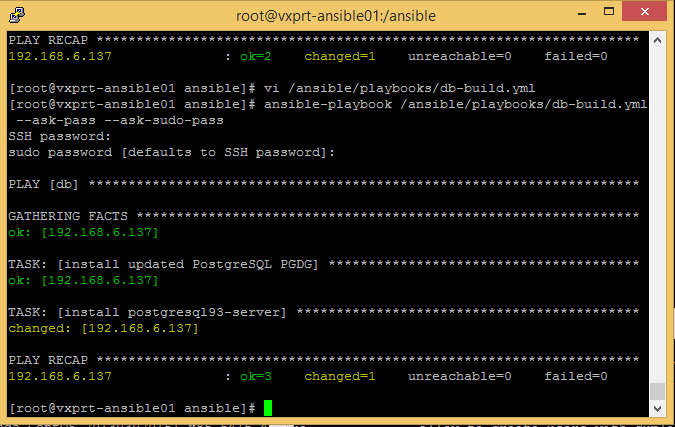 root@vxprt-ansible01:/ansible
PLAY RECAP ********************************************************************
192.168.6.137              : ok=2    changed=1    unreachable=0    failed=0
[root@vxprt-ansible01 ansible]# vi /ansible/playbooks/db-build.yml
[root@vxprt-ansible01 ansible]# ansible-playbook /ansible/playbooks/db-build.yml
 --ask-pass --ask-sudo-pass
SSH password:
sudo password [defaults to SSH password]:
PLAY [db] *********************************************************************
GATHERING FACTS ***************************************************************
ok: [192.168.6.137]
TASK: [install updated PostgreSQL PGDG] ***************************************
ok: [192.168.6.137]
TASK: [install postgresql93-server] *******************************************
changed: [192.168.6.137]
PLAY RECAP ********************************************************************
192.168.6.137              : ok=3    changed=1    unreachable=0    failed=0
[root@vxprt-ansible01 ansible]#